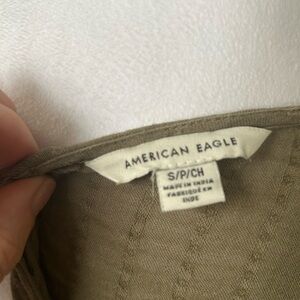 AMERICAN EAGLE
S/P/CH
MADE IN INDIA
FABRIQUÉ EN
INDE